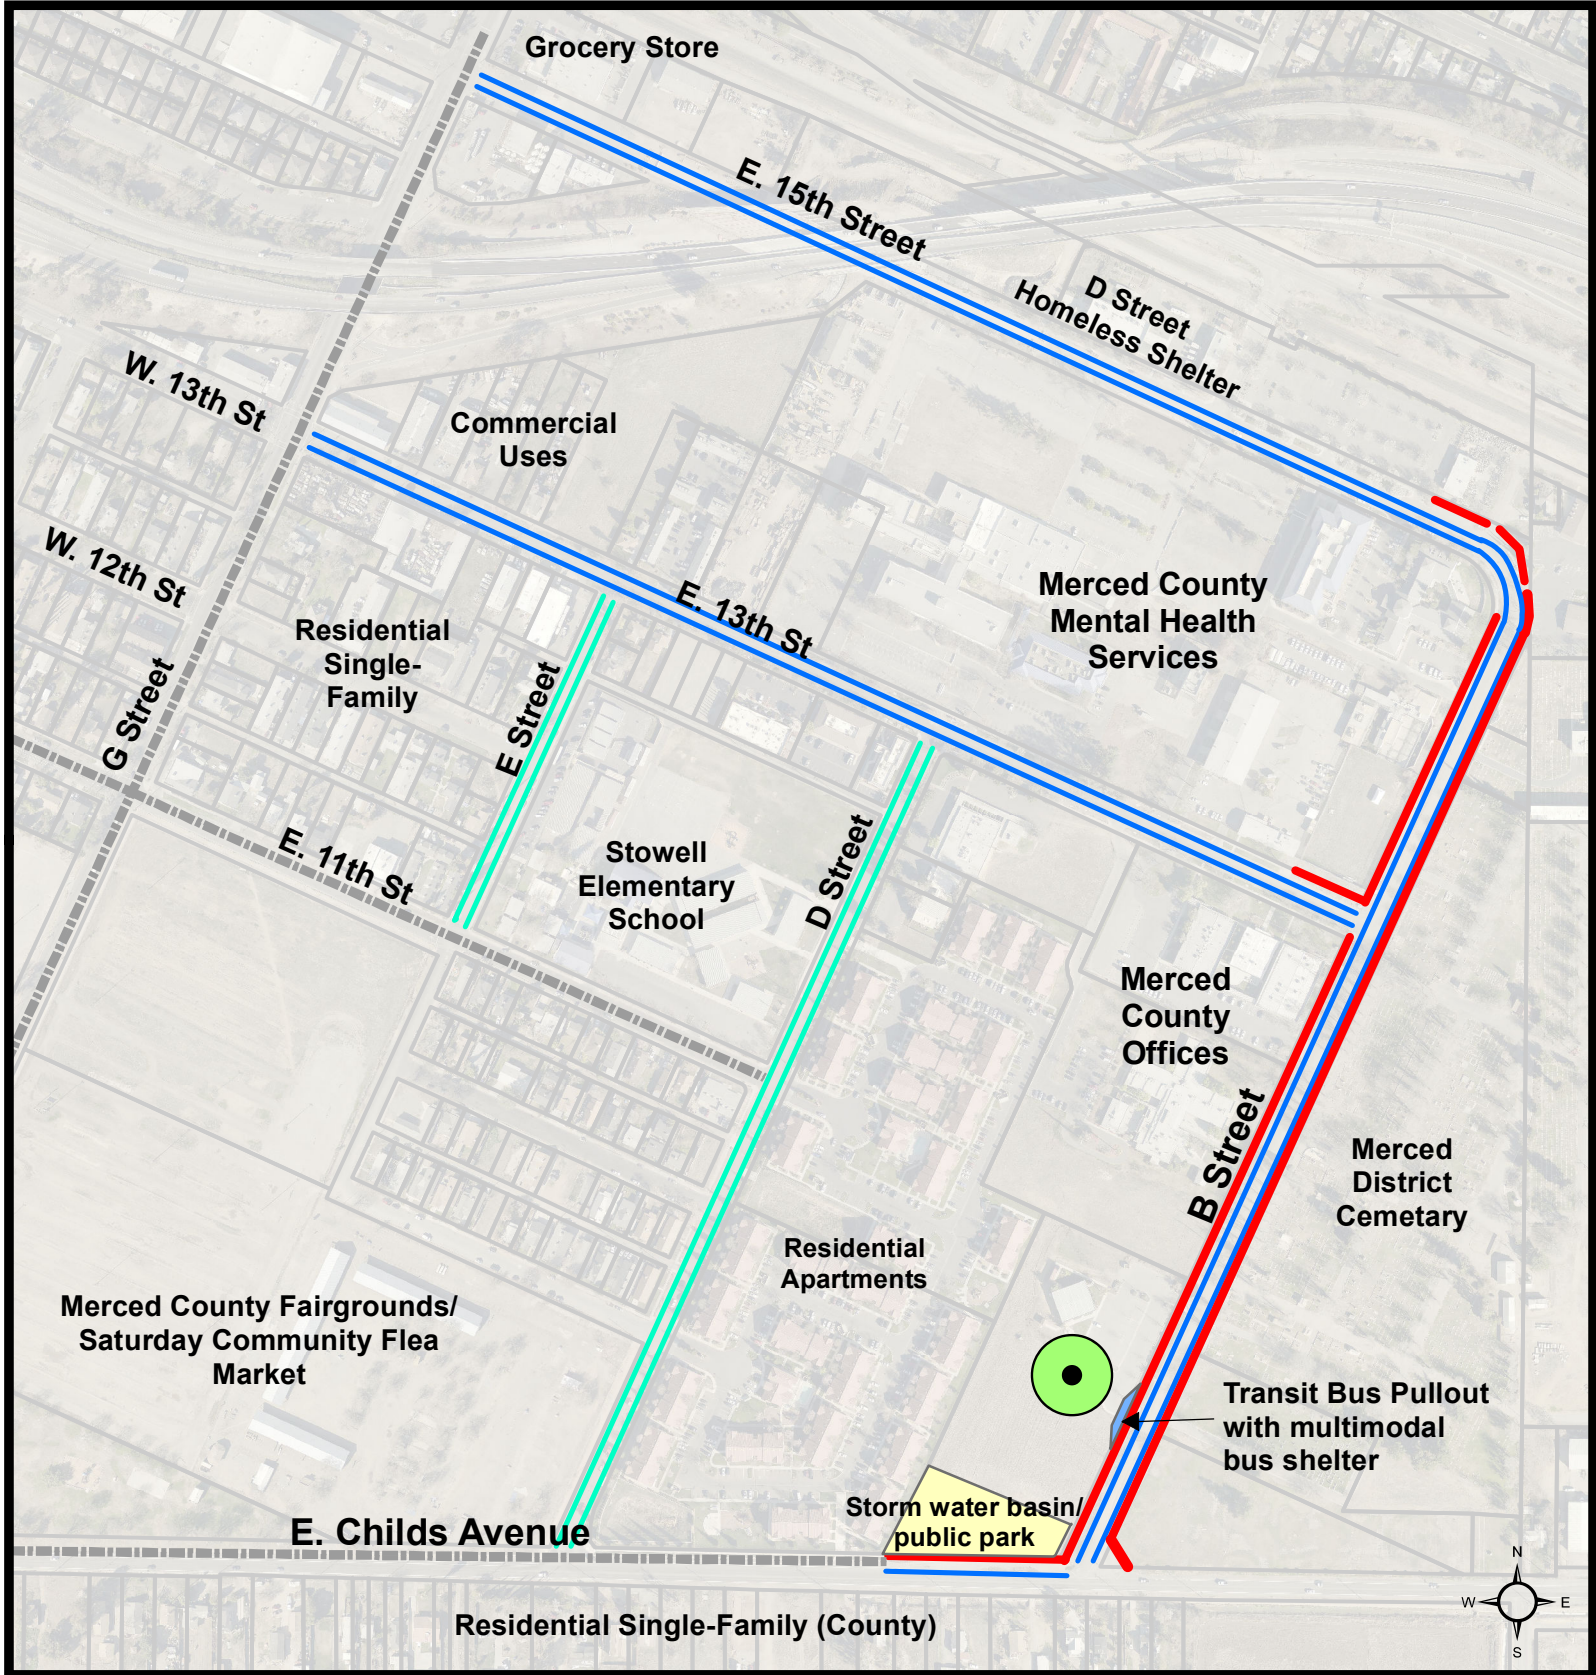 Grocery Store
E. 15th Street
D Street
Homeless Shelter
W. 13th St
Commercial
Uses
W. 12th St
E. 13th St
Merced County
Mental Health
Services
Residential
Single-
Family
G Street
E Street
E. 11th St
Stowell
Elementary
School
D Street
Merced
County
Offices
B Street
Merced
District
Cemetary
Residential
Apartments
Merced County Fairgrounds/
Saturday Community Flea
Market
Transit Bus Pullout
with multimodal
bus shelter
Storm water basin/
public park
E. Childs Avenue
Residential Single-Family (County)
N
W E
S